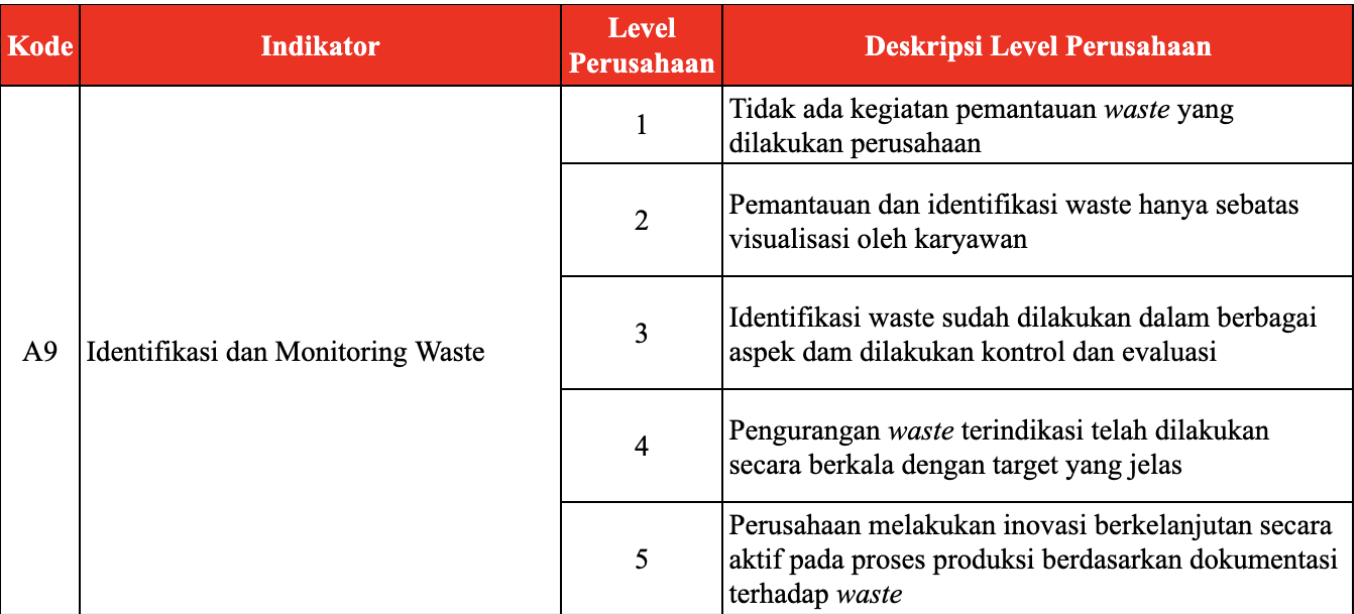 Kode Indikator Level Perusahaan Deskripsi Level Perusahaan
1 Tidak ada kegiatan pemantauan waste yang
dilakukan perusahaan
2 Pemantauan dan identifikasi waste hanya sebatas
visualisasi oleh karyawan
A9 Identifikasi dan Monitoring Waste
3 Identifikasi waste sudah dilakukan dalam berbagai
aspek dam dilakukan kontrol dan evaluasi
4 Pengurangan waste terindikasi telah dilakukan
secara berkala dengan target yang jelas
5 Perusahaan melakukan inovasi berkelanjutan secara
aktif pada proses produksi berdasarkan dokumentasi
terhadap waste